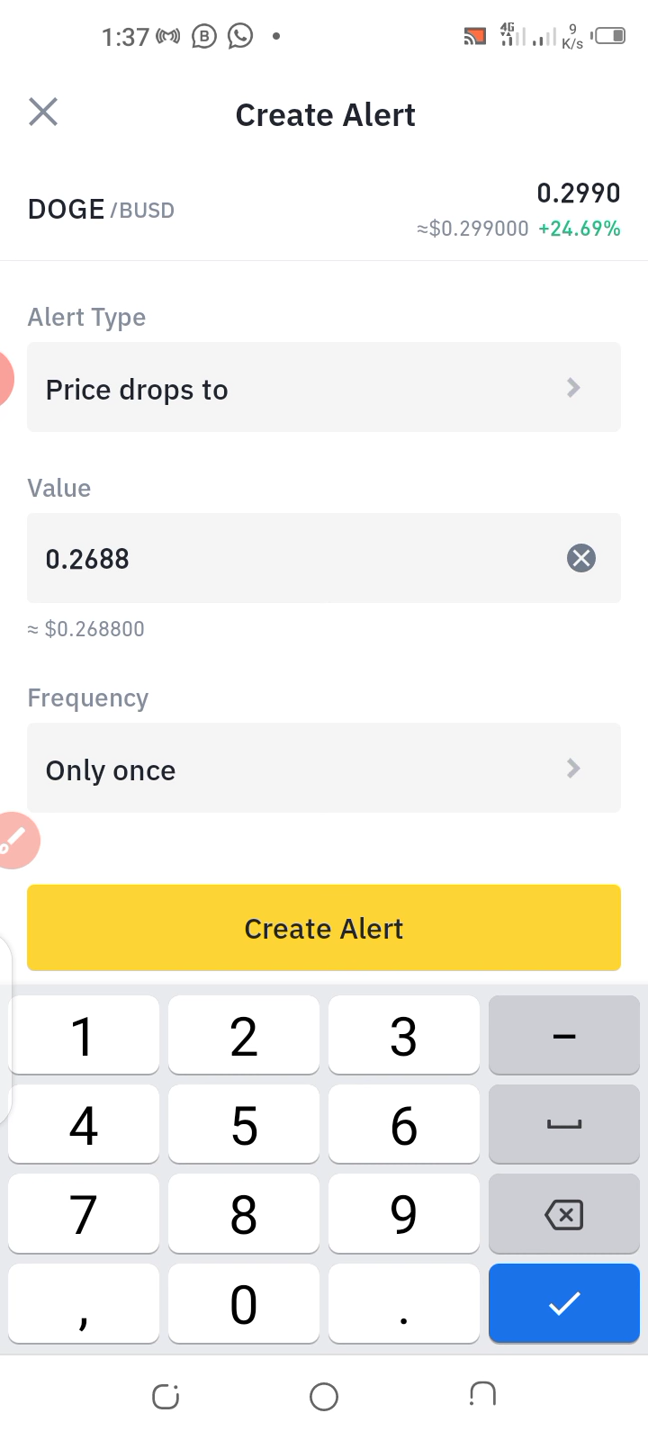 1:37 B 4G 9 K/s
Create Alert
DOGE /BUSD 0.2990
≈$0.299000 +24.69%
Alert Type
Price drops to
Value
0.2688
≈ $0.268800
Frequency
Only once
Create Alert
1 2 3 –
4 5 6
7 8 9
, 0 .